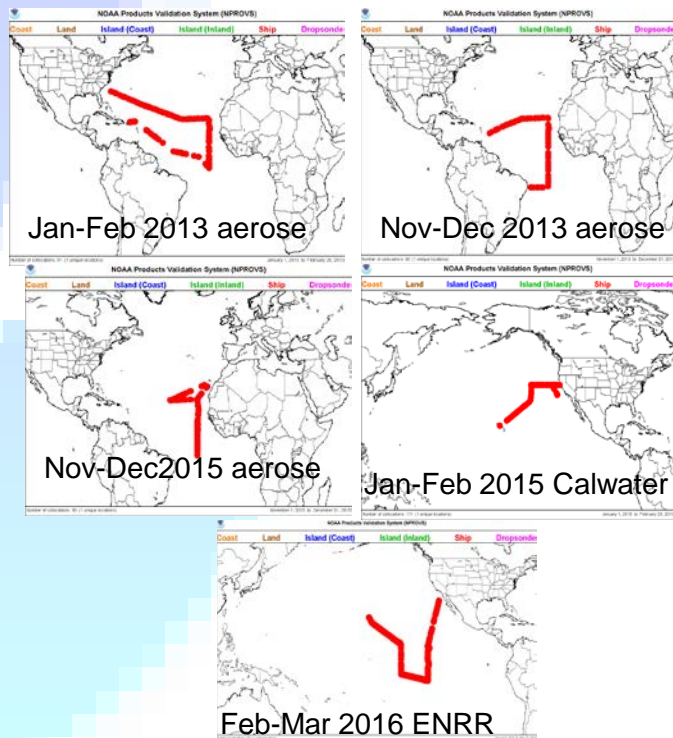 NOAA Products Validation System (NPROVS)
Coast Land Island (Coast) Island (Inland) Ship Dropsonde
Jan-Feb 2013 aerose
NOAA Products Validation System (NPROVS)
Coast Land Island (Coast) Island (Inland) Ship Dropsonde
Nov-Dec 2013 aerose
NOAA Products Validation System (NPROVS)
Coast Land Island (Coast) Island (Inland) Ship Dropson
Nov-Dec2015 aerose
NOAA Products Validation System (NPROVS)
Coast Land Island (Coast) Island (Inland) Ship Dropson
Jan-Feb 2015 Calwater
NOAA Products Validation System (NPROVS)
Coast Land Island (Coast) Island (Inland) Ship Dropsonde
Feb-Mar 2016 ENRR